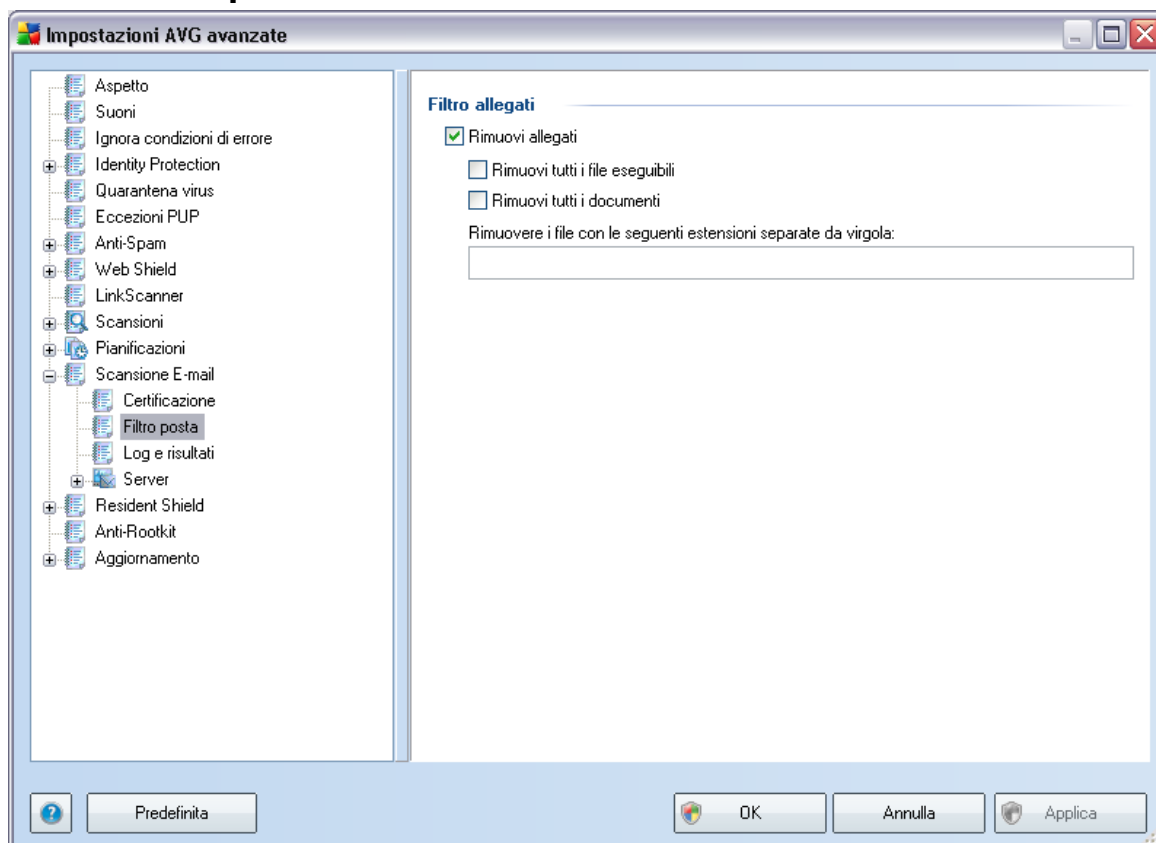 Impostazioni AVG avanzate
Aspetto
Suoni
Ignora condizioni di errore
Identity Protection
Quarantena virus
Eccezioni PUP
Anti-Spam
Web Shield
LinkScanner
Scansioni
Pianificazioni
Scansione E-mail
Certificazione
Filtro posta
Log e risultati
Server
Resident Shield
Anti-Rootkit
Aggiornamento
Filtro allegati
Rimuovi allegati
Rimuovi tutti i file eseguibili
Rimuovi tutti i documenti
Rimuovere i file con le seguenti estensioni separate da virgola:
Predefinita
OK
Annulla
Applica